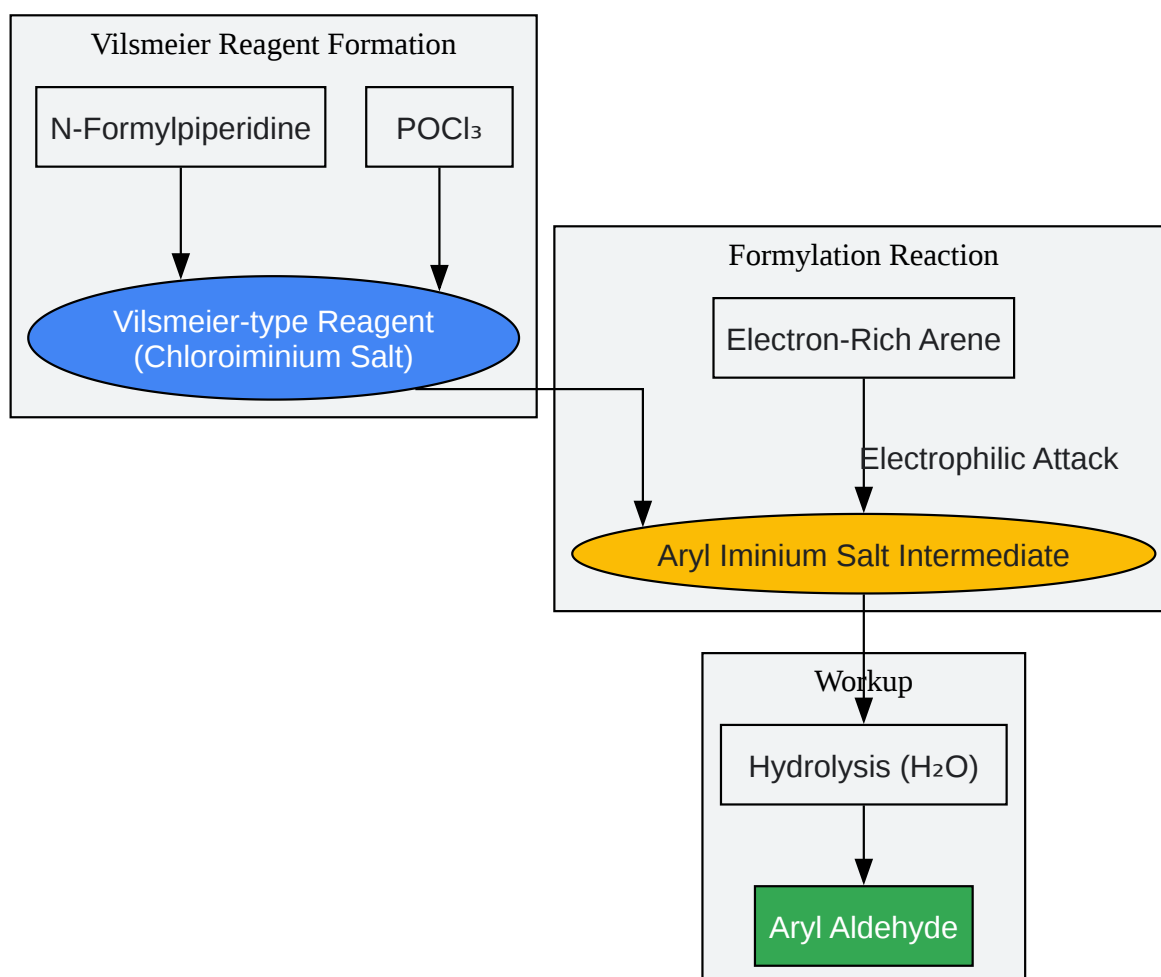 Vilsmeier Reagent Formation
N-Formylpiperidine
POCl₃
Vilsmeier-type Reagent
(Chloroiminium Salt)
Formylation Reaction
Electron-Rich Arene
Electrophilic Attack
Aryl Iminium Salt Intermediate
Workup
Hydrolysis (H₂O)
Aryl Aldehyde